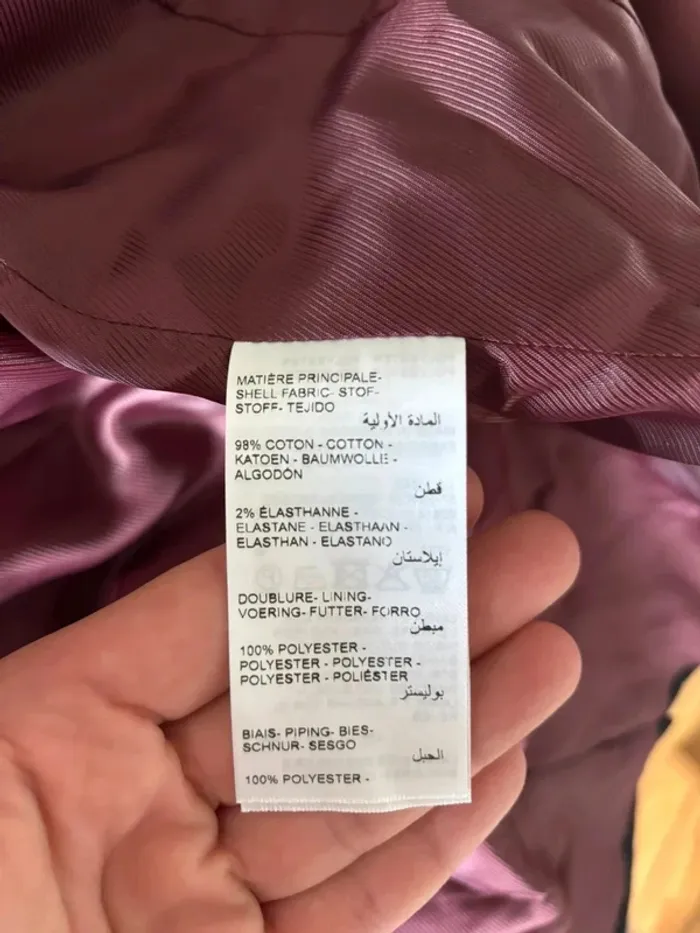 MATIÈRE PRINCIPALE-
SHELL FABRIC- STOF-
STOFF- TEJIDO
المادة الأولية
98% COTON - COTTON -
KATOEN - BAUMWOLLE -
ALGODÓN
قطن
2% ÉLASTHANNE -
ELASTANE - ELASTHAAN -
ELASTHAN - ELASTANO
إيلاستان
DOUBLURE- LINING-
VOERING- FUTTER- FORRO
مبطن
100% POLYESTER -
POLYESTER - POLYESTER -
POLYESTER - POLIÉSTER
بوليستر
BIAIS- PIPING- BIES-
SCHNUR- SESGO
الحبل
100% POLYESTER -